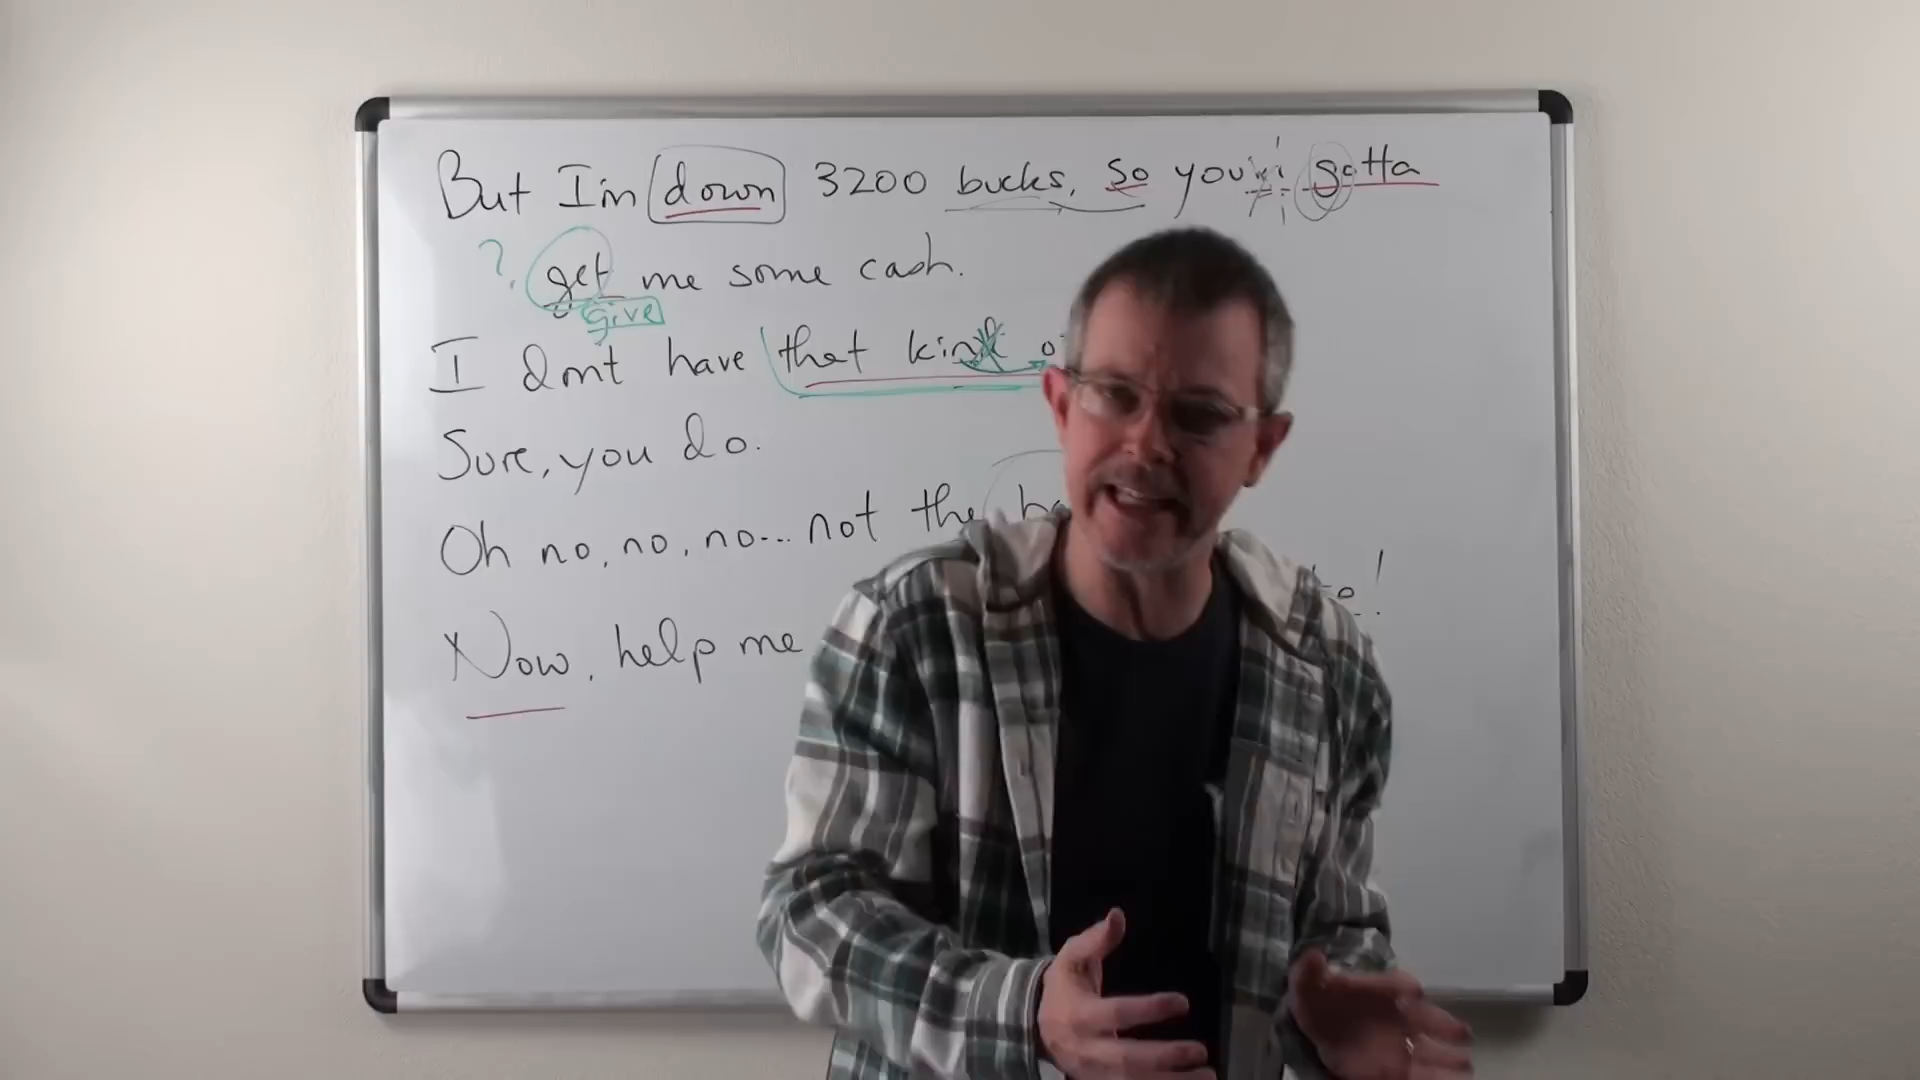 But I'm down 3200 bucks, so you gotta
? get me some cash.
give
I don't have that kind
Sure, you do.
Oh no, no, no... not the
Now, help me